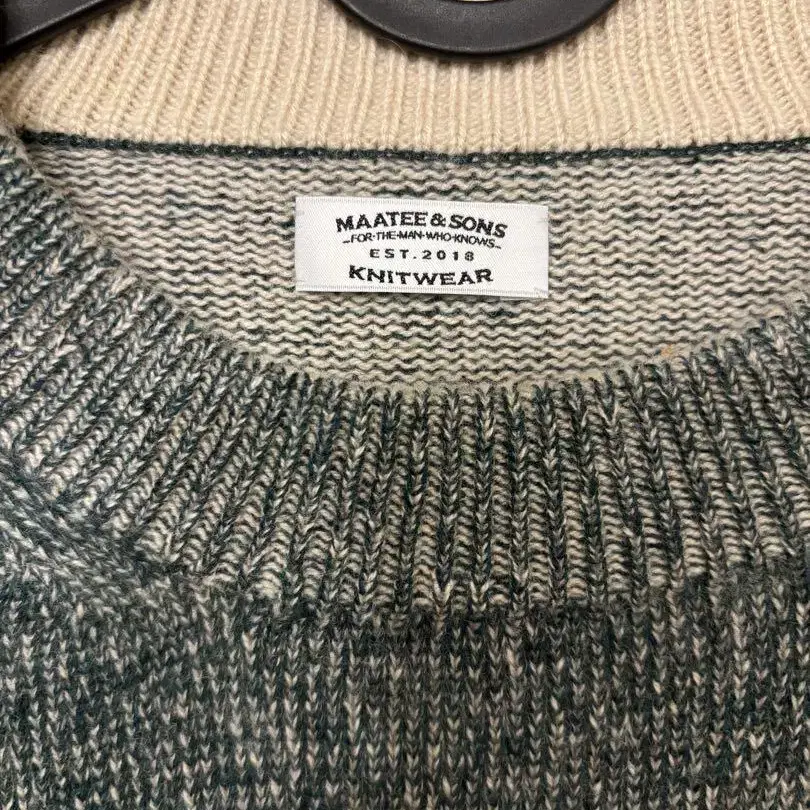 MAATEE & SONS
-FOR-THE-MAN-WHO-KNOWS-
EST. 2018
KNITWEAR